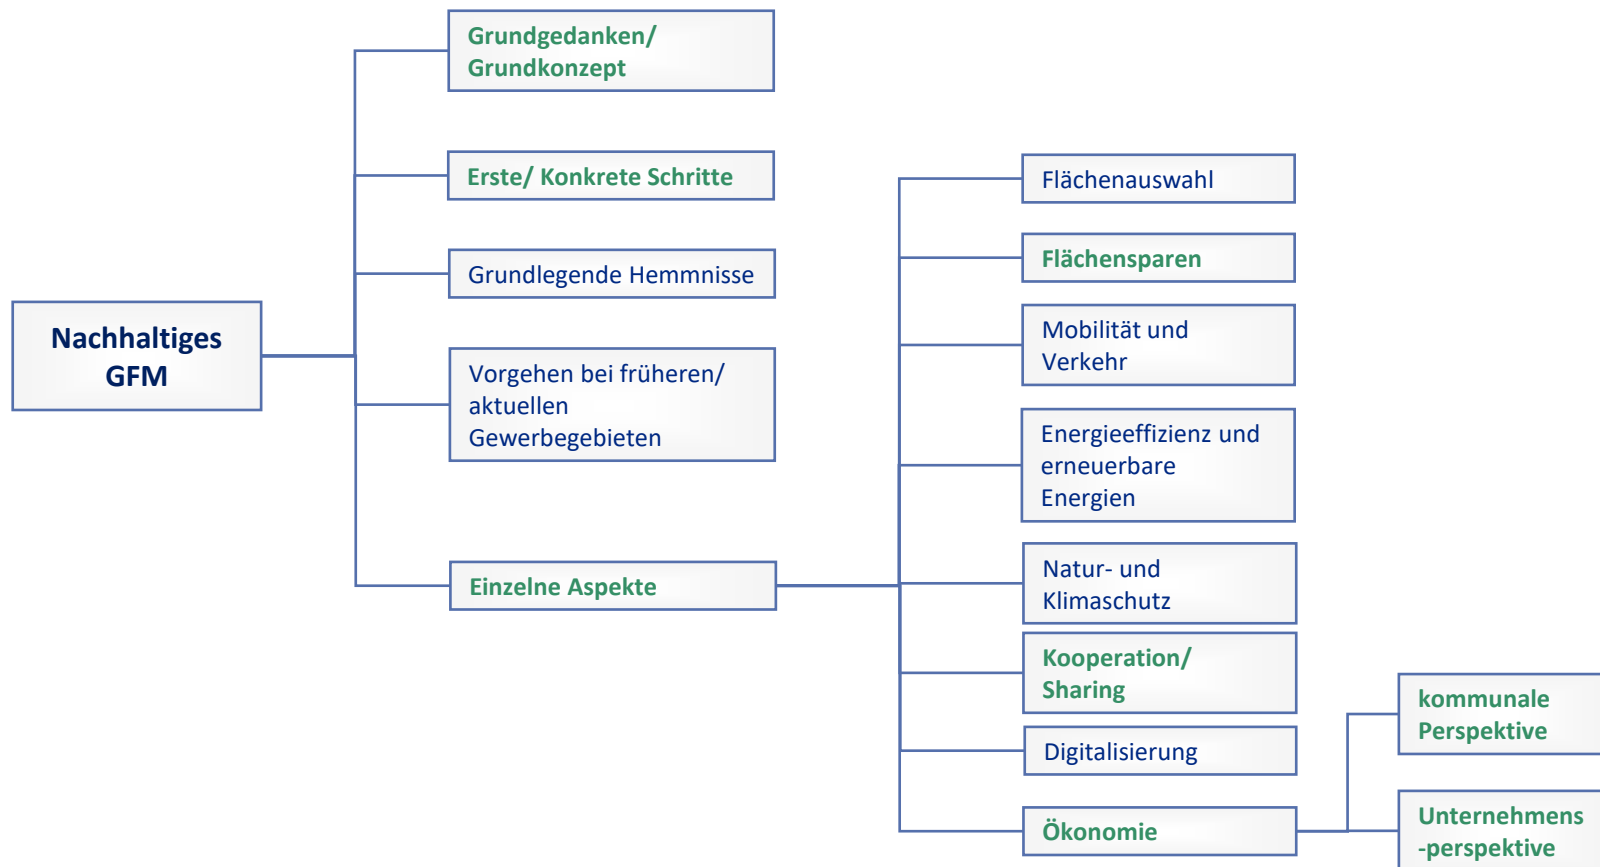 Nachhaltiges
GFM
Grundgedanken/
Grundkonzept
Erste/ Konkrete Schritte
Grundlegende Hemmnisse
Vorgehen bei früheren/
aktuellen
Gewerbegebieten
Einzelne Aspekte
Flächenauswahl
Flächensparen
Mobilität und
Verkehr
Energieeffizienz und
erneuerbare
Energien
Natur- und
Klimaschutz
Kooperation/
Sharing
Digitalisierung
Ökonomie
kommunale
Perspektive
Unternehmens
-perspektive